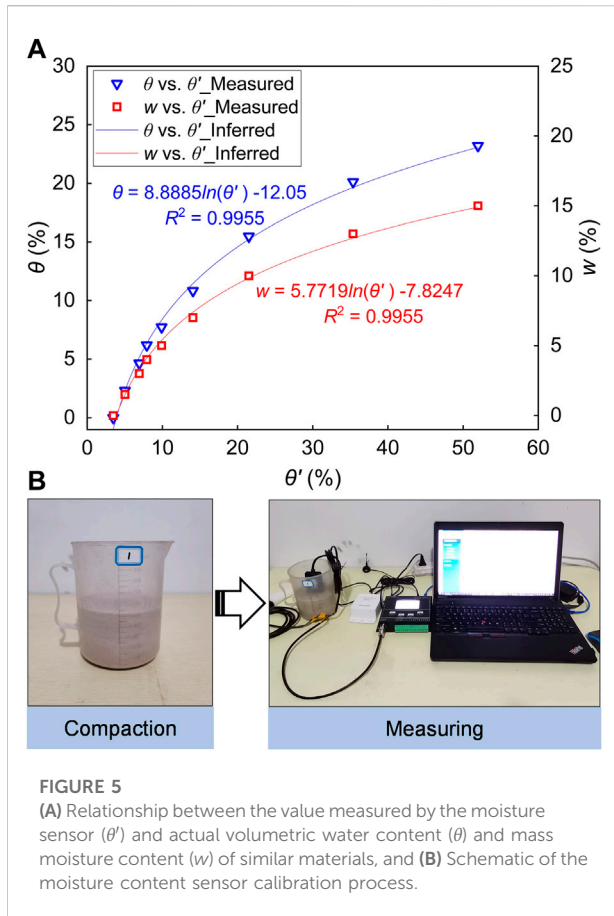 A
30
25
20
15
10
5
0
θ (%)
θ vs. θ′_Measured
w vs. θ′_Measured
θ vs. θ′_Inferred
w vs. θ′_Inferred
θ = 8.8885ln(θ′) -12.05
R² = 0.9955
w = 5.7719ln(θ′) -7.8247
R² = 0.9955
25
20
15
10
5
0
w (%)
0 10 20 30 40 50 60
θ′ (%)
B
1
Compaction
Measuring
FIGURE 5
(A) Relationship between the value measured by the moisture
sensor (θ′) and actual volumetric water content (θ) and mass
moisture content (w) of similar materials, and (B) Schematic of the
moisture content sensor calibration process.